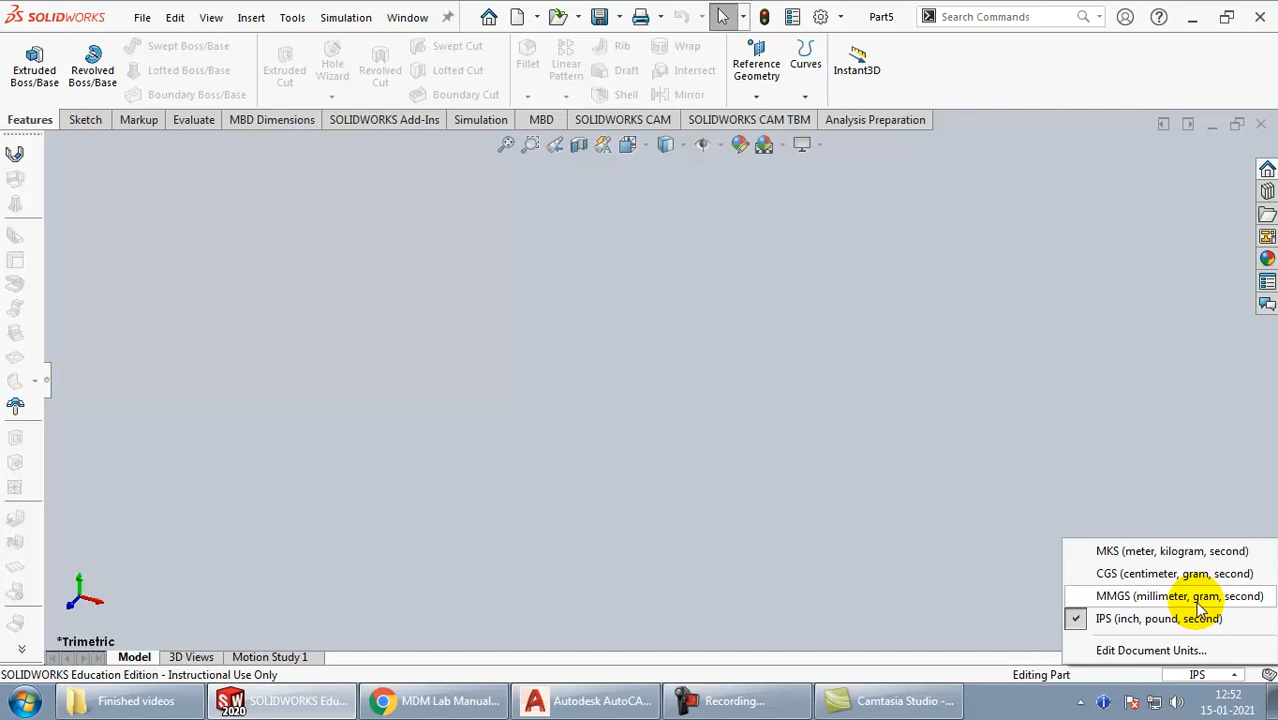 SOLIDWORKS File Edit View Insert Tools Simulation Window Part5 Search Commands
Extruded Boss/Base
Revolved Boss/Base
Swept Boss/Base
Lofted Boss/Base
Boundary Boss/Base
Extruded Cut
Hole Wizard
Revolved Cut
Swept Cut
Lofted Cut
Boundary Cut
Fillet
Linear Pattern
Rib
Draft
Shell
Wrap
Intersect
Mirror
Reference Geometry
Curves
Instant3D
Features Sketch Markup Evaluate MBD Dimensions SOLIDWORKS Add-Ins Simulation MBD SOLIDWORKS CAM SOLIDWORKS CAM TBM Analysis Preparation
MKS (meter, kilogram, second)
CGS (centimeter, gram, second)
MMGS (millimeter, gram, second)
IPS (inch, pound, second)
Edit Document Units...
*Trimetric
Model 3D Views Motion Study 1
SOLIDWORKS Education Edition - Instructional Use Only Editing Part IPS
Finished videos SW 2020 SOLIDWORKS Edu... MDM Lab Manual... A Autodesk AutoCA... Recording... Camtasia Studio -... 12:52
15-01-2021